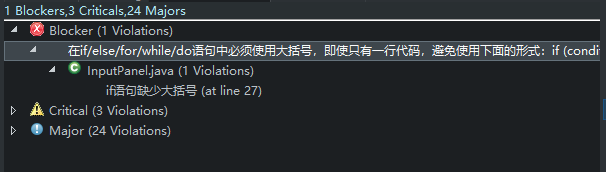 1 Blockers,3 Criticals,24 Majors
Blocker (1 Violations)
在if/else/for/while/do语句中必须使用大括号，即使只有一行代码，避免使用下面的形式：if (condi
InputPanel.java (1 Violations)
if语句缺少大括号 (at line 27)
Critical (3 Violations)
Major (24 Violations)